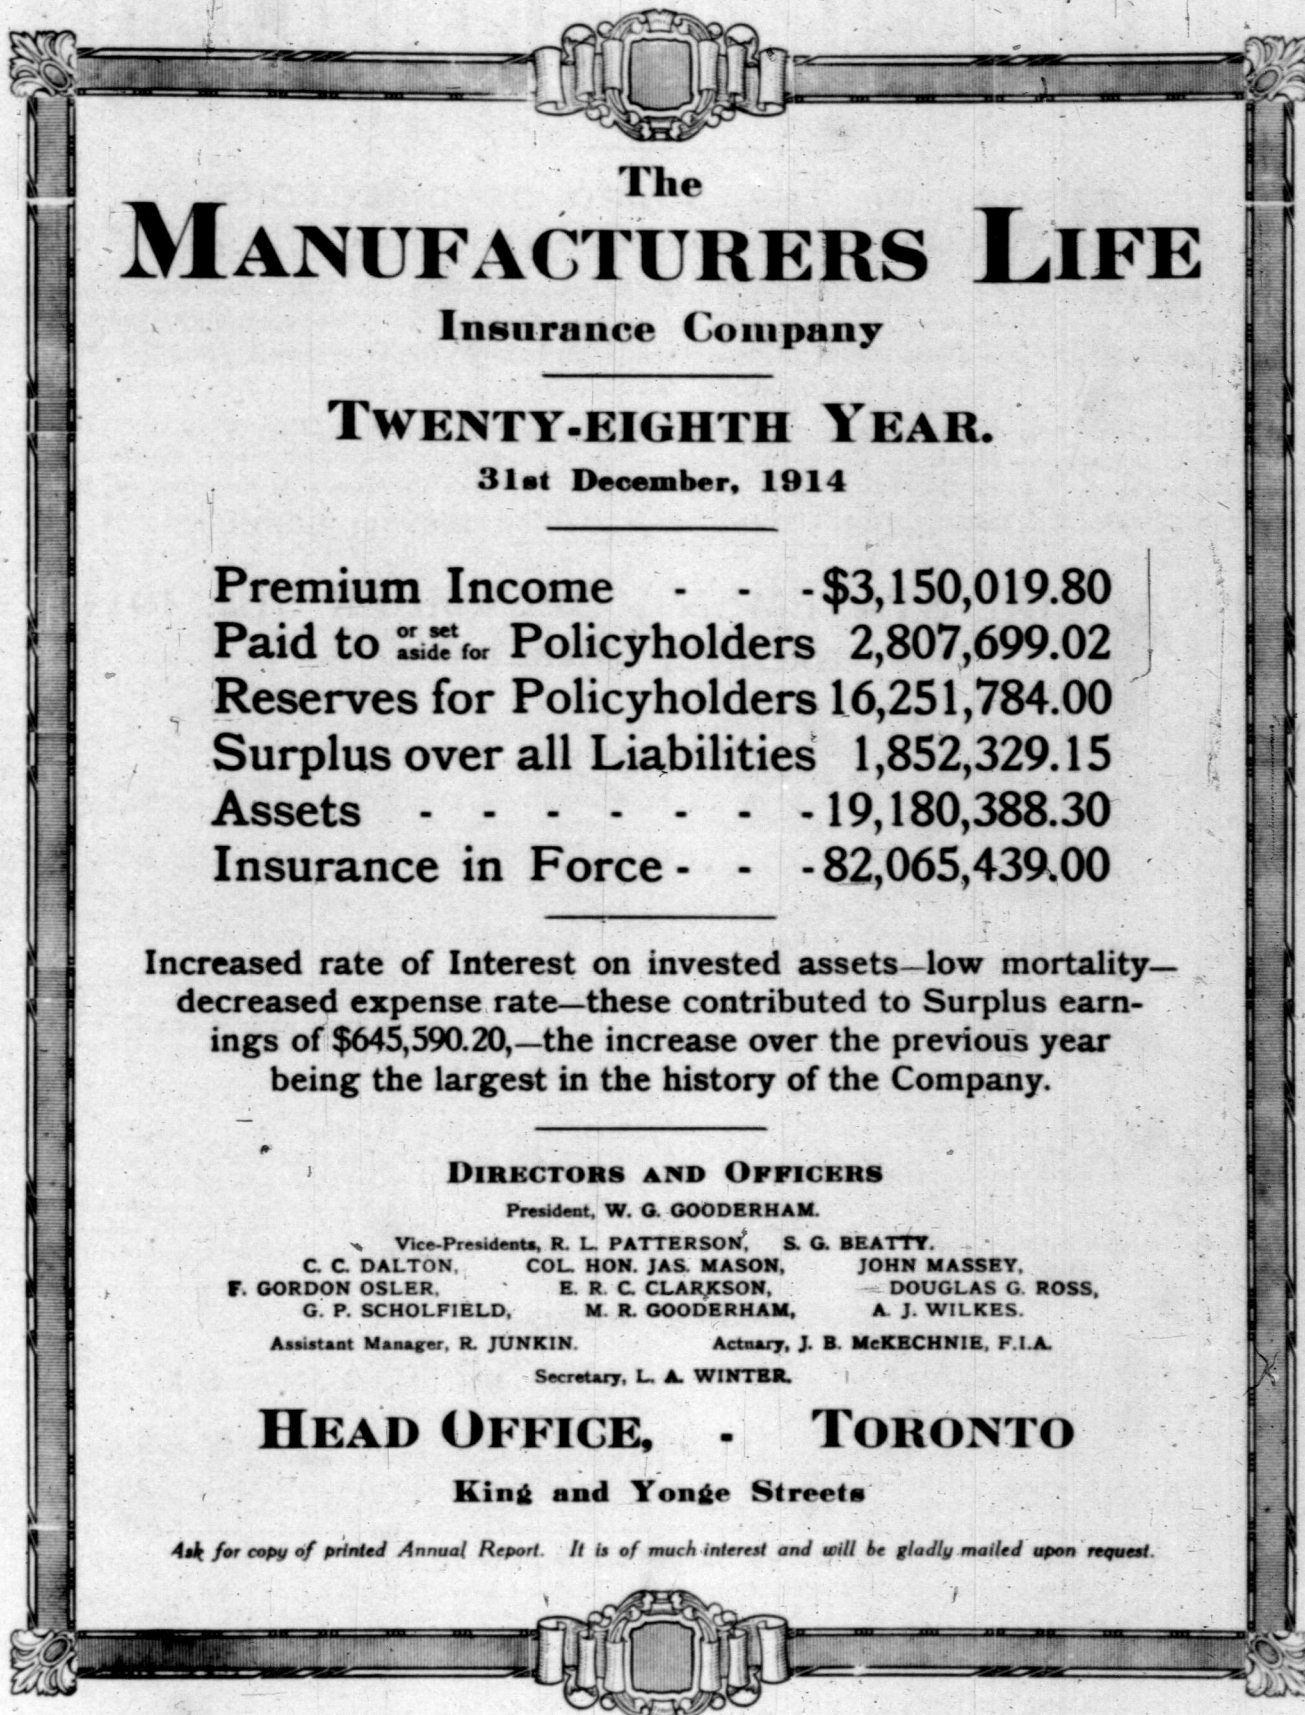 The
MANUFACTURERS LIFE
Insurance Company
TWENTY-EIGHTH YEAR.
31st December, 1914
Premium Income - - - $3,150,019.80
Paid to or set aside for Policyholders 2,807,699.02
Reserves for Policyholders 16,251,784.00
Surplus over all Liabilities 1,852,329.15
Assets - - - - - - - 19,180,388.30
Insurance in Force - - - 82,065,439.00
Increased rate of Interest on invested assets—low mortality—
decreased expense rate—these contributed to Surplus earn-
ings of $645,590.20,—the increase over the previous year
being the largest in the history of the Company.
DIRECTORS AND OFFICERS
President, W. G. GOODERHAM.
Vice-Presidents, R. L. PATTERSON, S. G. BEATTY.
C. C. DALTON, COL. HON. JAS. MASON, JOHN MASSEY,
F. GORDON OSLER, E. R. C. CLARKSON, DOUGLAS G. ROSS,
G. P. SCHOLFIELD, M. R. GOODERHAM, A. J. WILKES.
Assistant Manager, R. JUNKIN. Actuary, J. B. McKECHNIE, F.I.A.
Secretary, L. A. WINTER.
HEAD OFFICE, - TORONTO
King and Yonge Streets
Ask for copy of printed Annual Report. It is of much interest and will be gladly mailed upon request.